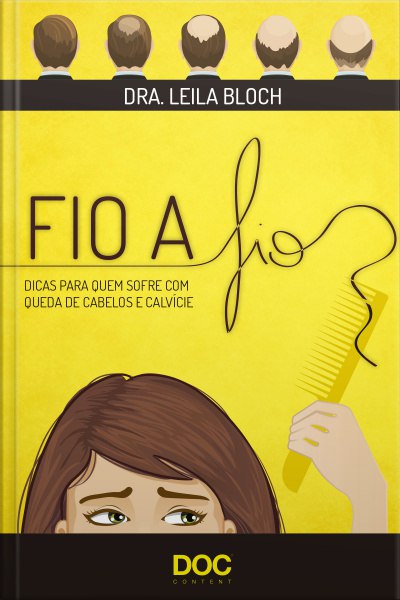 DRA. LEILA BLOCH
FIO A fio
DICAS PARA QUEM SOFRE COM
QUEDA DE CABELOS E CALVÍCIE
DOC
CONTENT